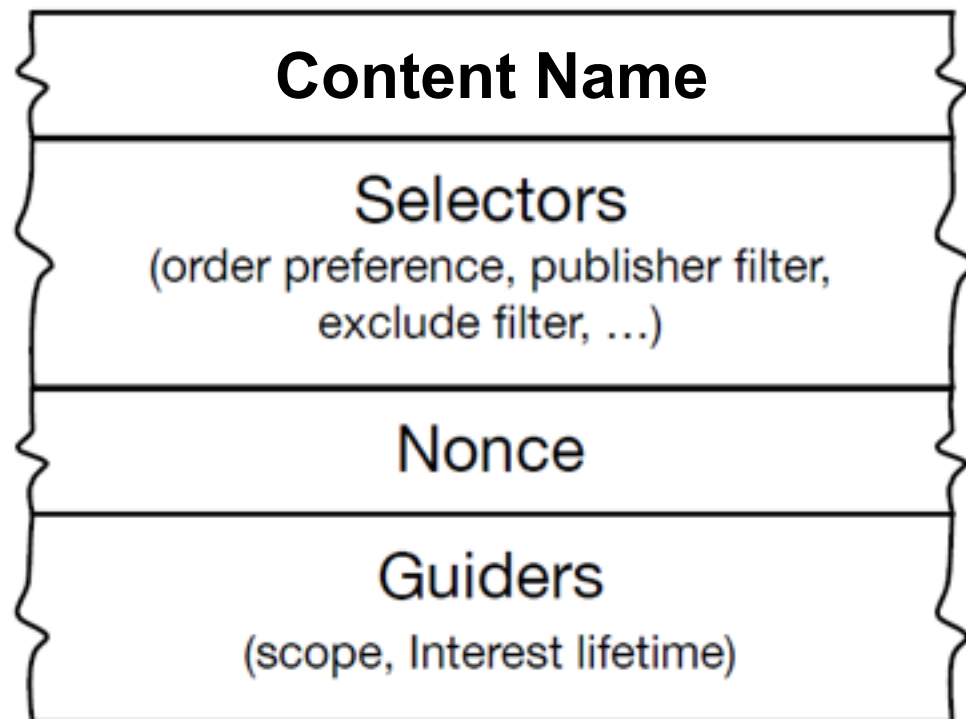 Content Name
Selectors
(order preference, publisher filter,
exclude filter, …)
Nonce
Guiders
(scope, Interest lifetime)